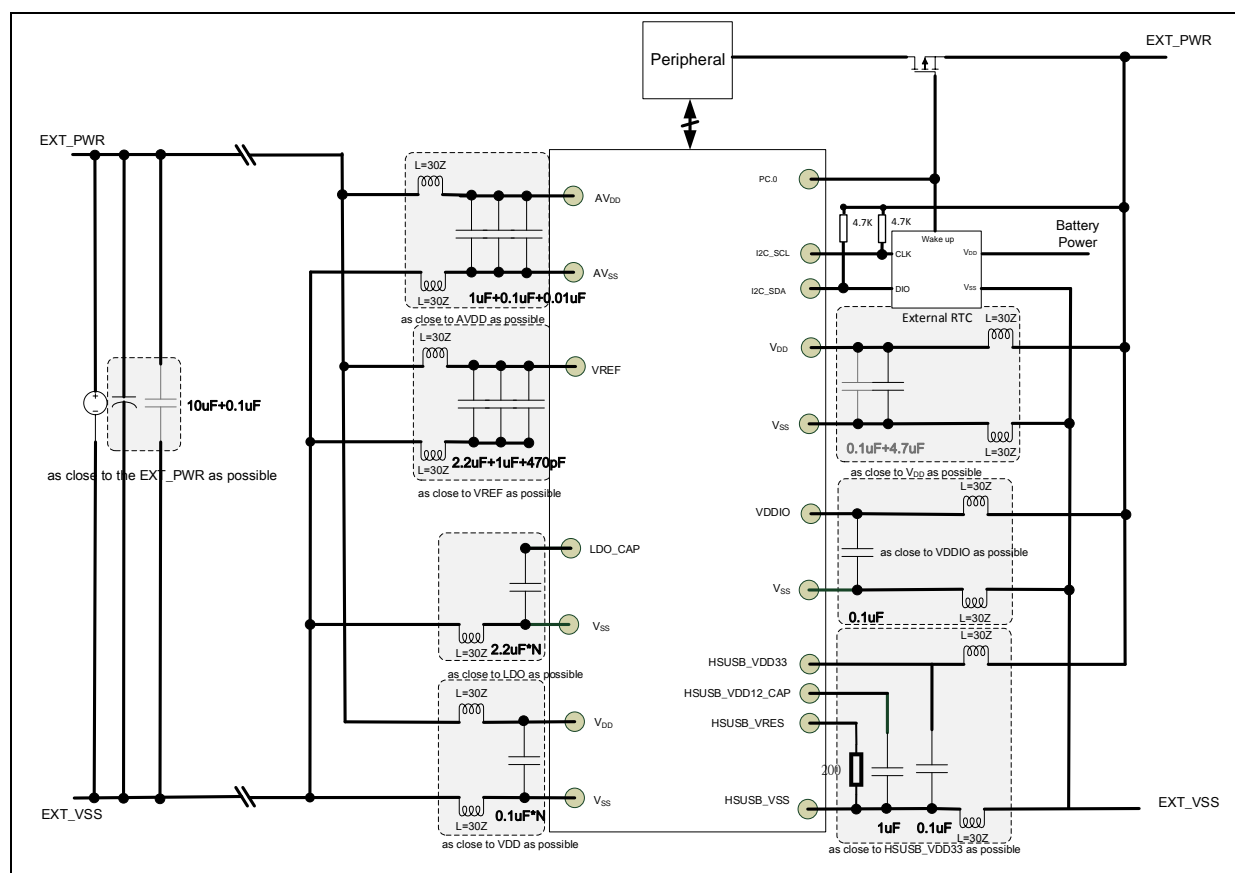 Peripheral
EXT_PWR
EXT_PWR
L=30Z
AVDD
AVSS
L=30Z
1uF+0.1uF+0.01uF
as close to AVDD as possible
L=30Z
VREF
L=30Z
2.2uF+1uF+470pF
as close to VREF as possible
10uF+0.1uF
as close to the EXT_PWR as possible
LDO_CAP
VSS
L=30Z
2.2uF*N
as close to LDO as possible
L=30Z
VDD
VSS
L=30Z
0.1uF*N
as close to VDD as possible
EXT_VSS
PC.0
4.7K
4.7K
Wake up
Battery
Power
I2C_SCL
CLK
VDD
I2C_SDA
DIO
VSS
External RTC
L=30Z
VDD
VSS
L=30Z
0.1uF+4.7uF
as close to VDD as possible
L=30Z
VDDIO
as close to VDDIO as possible
VSS
0.1uF
L=30Z
L=30Z
HSUSB_VDD33
HSUSB_VDD12_CAP
HSUSB_VRES
200
HSUSB_VSS
1uF
0.1uF
L=30Z
EXT_VSS
as close to HSUSB_VDD33 as possible